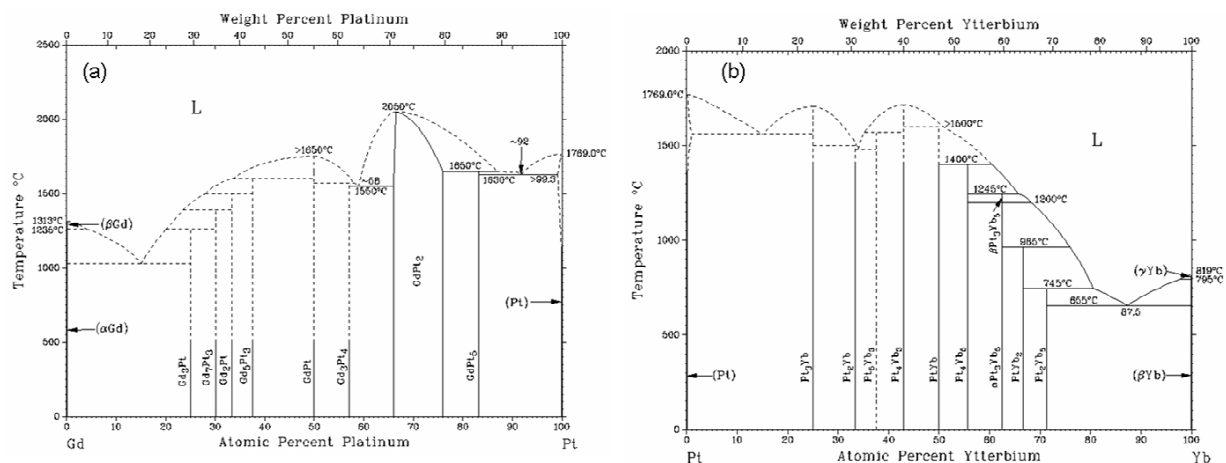 Weight Percent Platinum
0 10 20 30 40 50 60 70 80 90 100
(a)
L
2500
2000
1500
1000
500
0
Temperature °C
2050°C
>1650°C
~92
1769.0°C
1650°C
1630°C
>99.3
1550°C
1313°C
(βGd)
(αGd)
(Pt)
Gd₃Pt
Gd₇Pt₃
Gd₂Pt
Gd₅Pt₃
GdPt
Gd₃Pt₄
GdPt₂
GdPt₅
0 10 20 30 40 50 60 70 80 90 100
Gd
Atomic Percent Platinum
Pt
Weight Percent Ytterbium
0 10 20 30 40 50 60 70 80 90 100
(b)
L
2000
1500
1000
500
0
Temperature °C
1769.0°C
1400°C
1245°C
1200°C
βPt₃Yb₅
745°C
87.5
819°C
795°C
(γYb)
(Pt)
(βYb)
Pt₃Yb
Pt₂Yb
Pt₅Yb₃
Pt₄Yb₃
PtYb
Pt₄Yb₅
αPt₃Yb₅
PtYb₂
Pt₂Yb₅
0 10 20 30 40 50 60 70 80 90 100
Pt
Atomic Percent Ytterbium
Yb